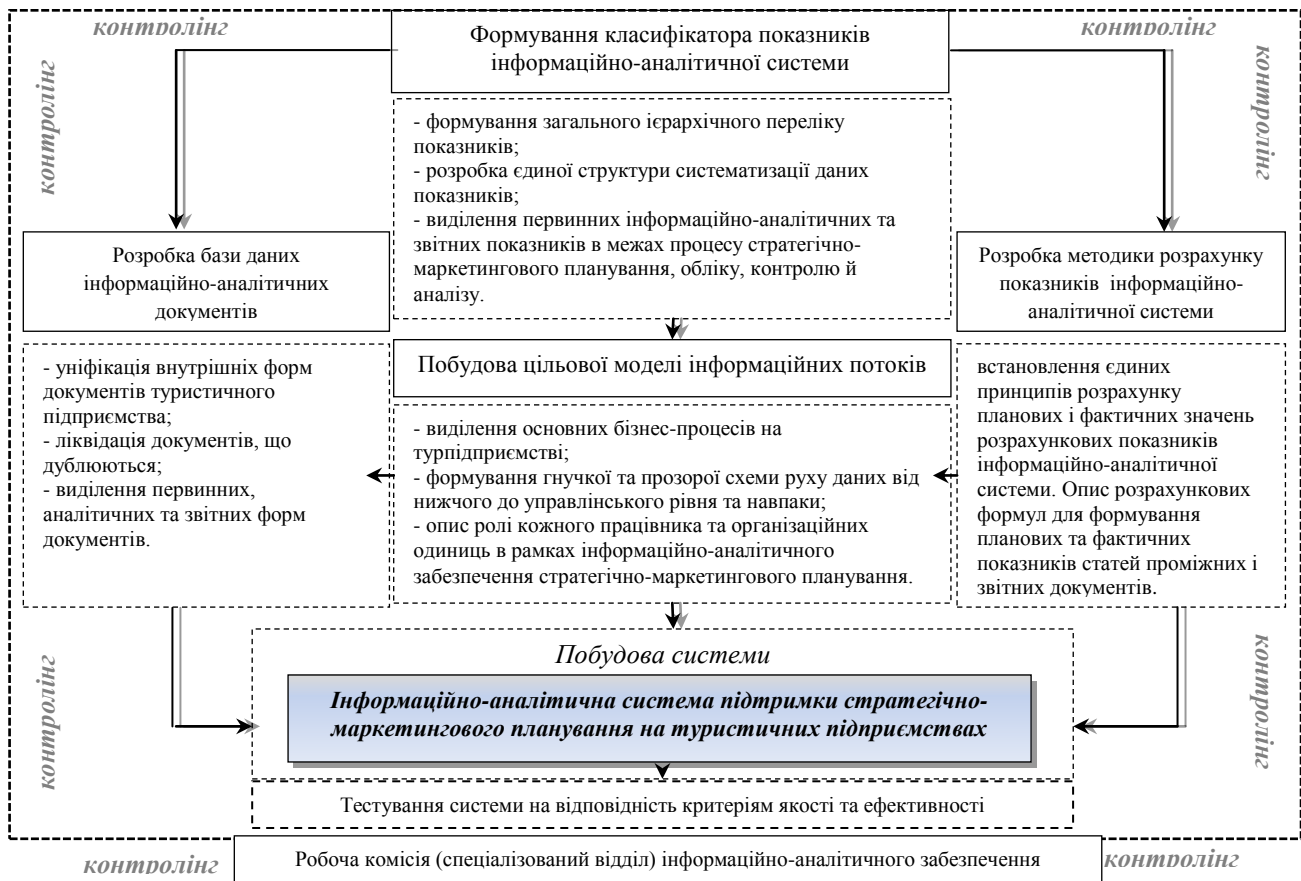 контролінг
Формування класифікатора показників
інформаційно-аналітичної системи
контролінг
контролінг
контролінг
- формування загального ієрархічного переліку
показників;
- розробка єдиної структури систематизації даних
показників;
- виділення первинних інформаційно-аналітичних та
звітних показників в межах процесу стратегічно-
маркетингового планування, обліку, контролю й
аналізу.
Розробка бази даних
інформаційно-аналітичних
документів
Розробка методики розрахунку
показників інформаційно-
аналітичної системи
Побудова цільової моделі інформаційних потоків
- уніфікація внутрішніх форм
документів туристичного
підприємства;
- ліквідація документів, що
дублюються;
- виділення первинних,
аналітичних та звітних форм
документів.
- виділення основних бізнес-процесів на
турпідприємстві;
- формування гнучкої та прозорої схеми руху даних від
нижчого до управлінського рівня та навпаки;
- опис ролі кожного працівника та організаційних
одиниць в рамках інформаційно-аналітичного
забезпечення стратегічно-маркетингового планування.
встановлення єдиних
принципів розрахунку
планових і фактичних значень
розрахункових показників
інформаційно-аналітичної
системи. Опис розрахункових
формул для формування
планових та фактичних
показників статей проміжних і
звітних документів.
контролінг
Побудова системи
Інформаційно-аналітична система підтримки стратегічно-
маркетингового планування на туристичних підприємствах
контролінг
Тестування системи на відповідність критеріям якості та ефективності
контролінг
Робоча комісія (спеціалізований відділ) інформаційно-аналітичного забезпечення
контролінг